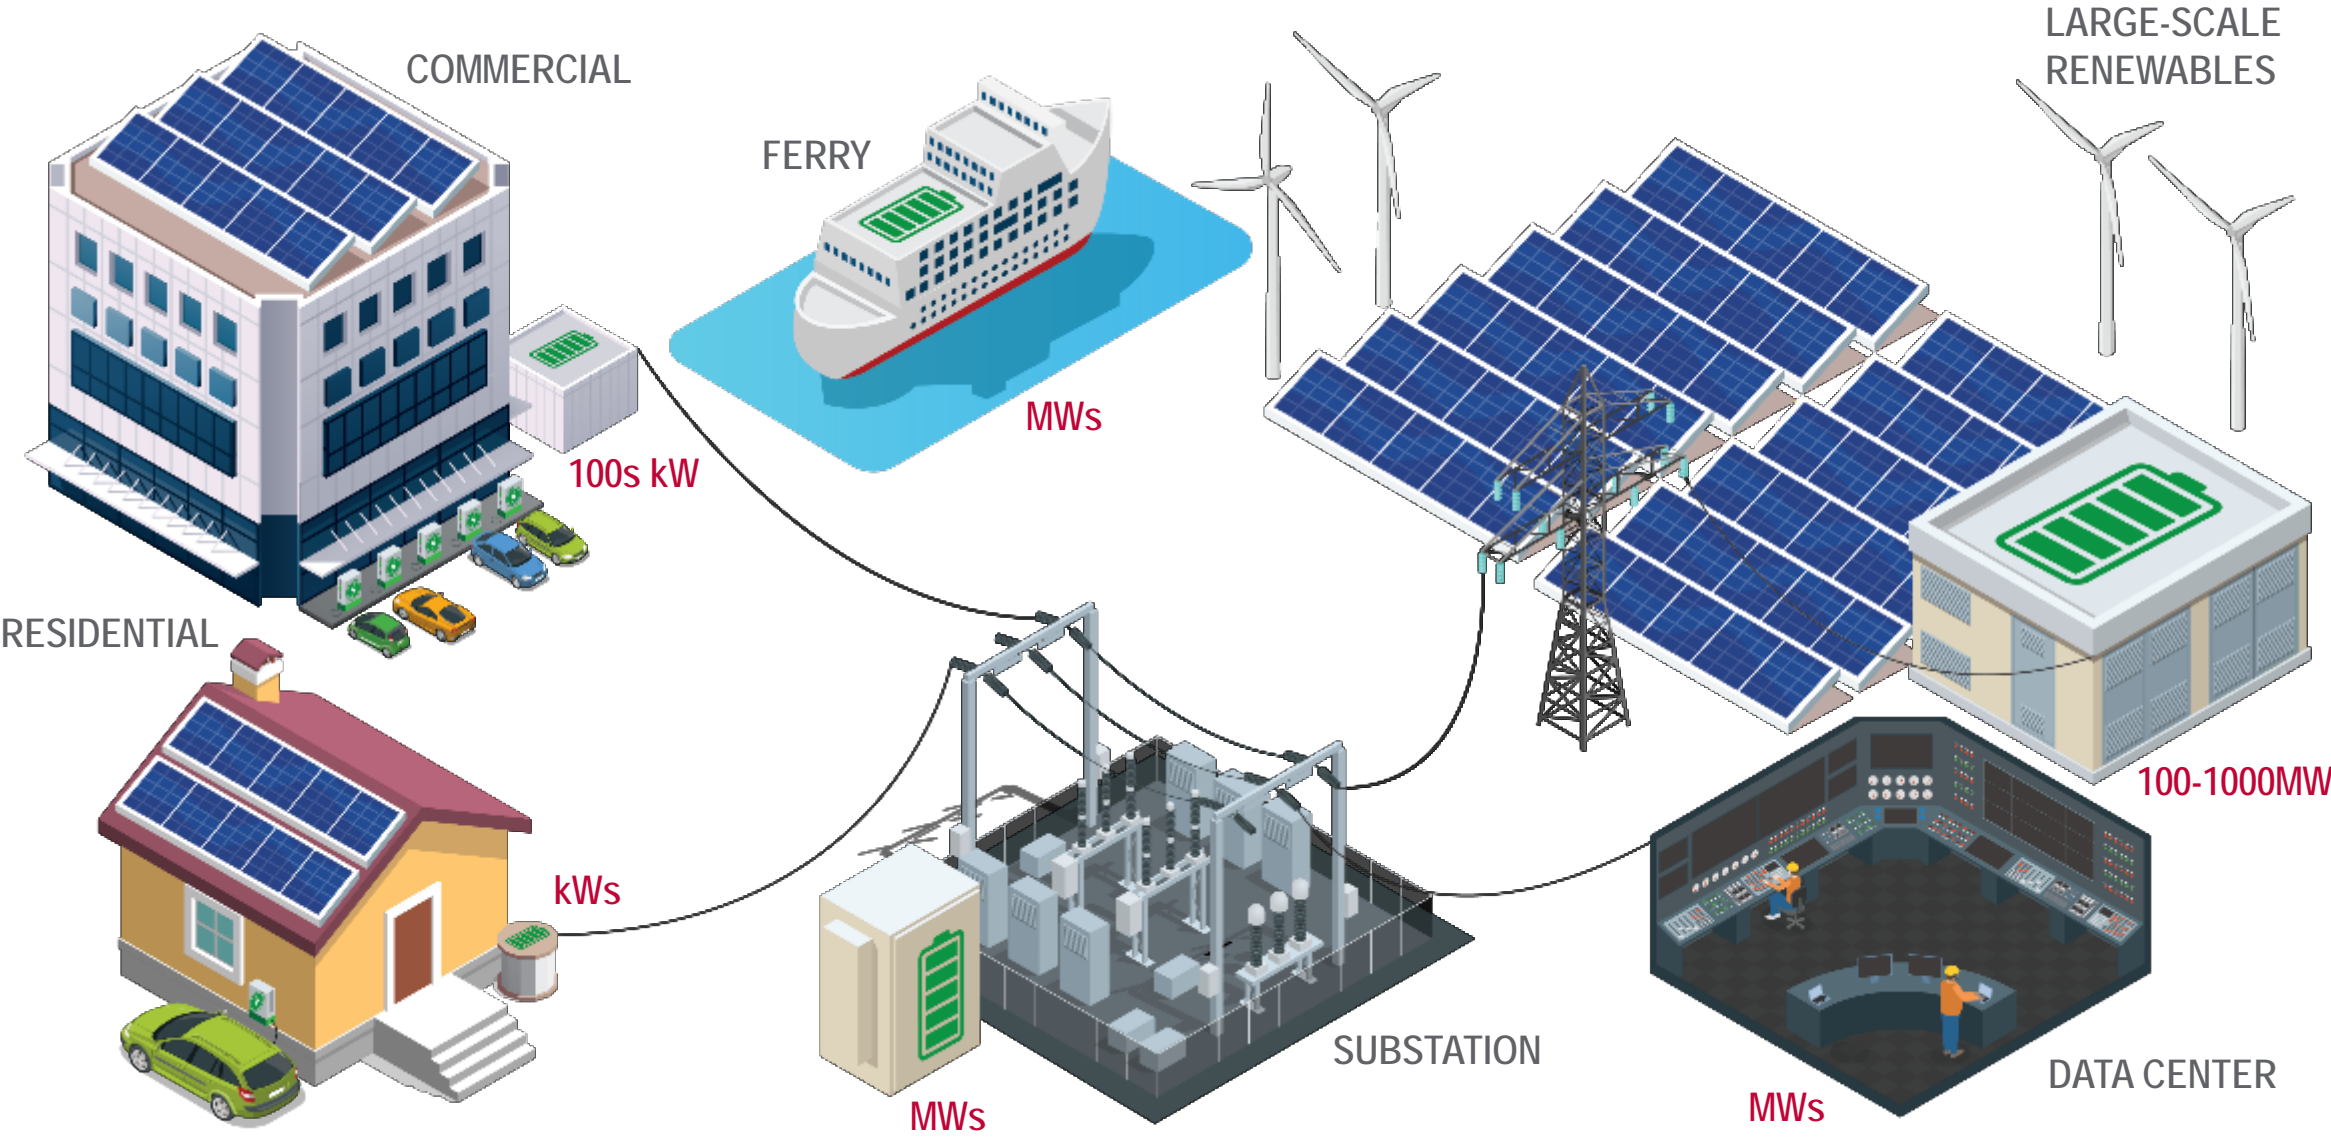 COMMERCIAL
100s kW
FERRY
MWs
LARGE-SCALE
RENEWABLES
100-1000MW
RESIDENTIAL
kWs
SUBSTATION
MWs
DATA CENTER
MWs